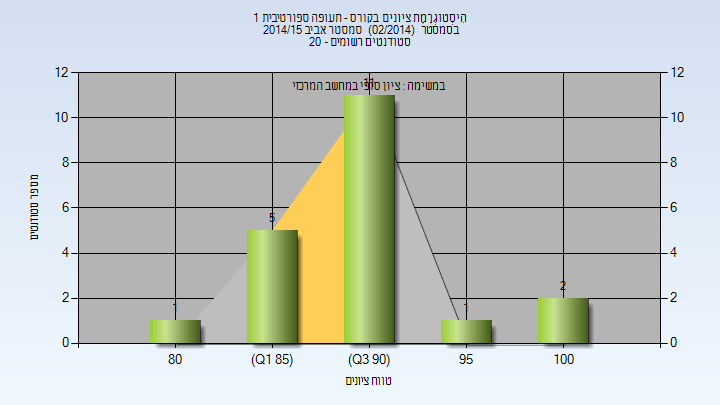 היסטוגרמת ציונים בקורס - תעופה ספורטיבית 1
בסמסטר (02/2014) סמסטר אביב 2014/15
סטודנטים רשומים - 20
במשימה : ציון סופי במחשב המרכזי
12 12
10 10
8 8
6 6
4 4
2 2
0 0
מספר סטודנטים
1 5 11 1 2
80 (Q1 85) (Q3 90) 95 100
טווח ציונים